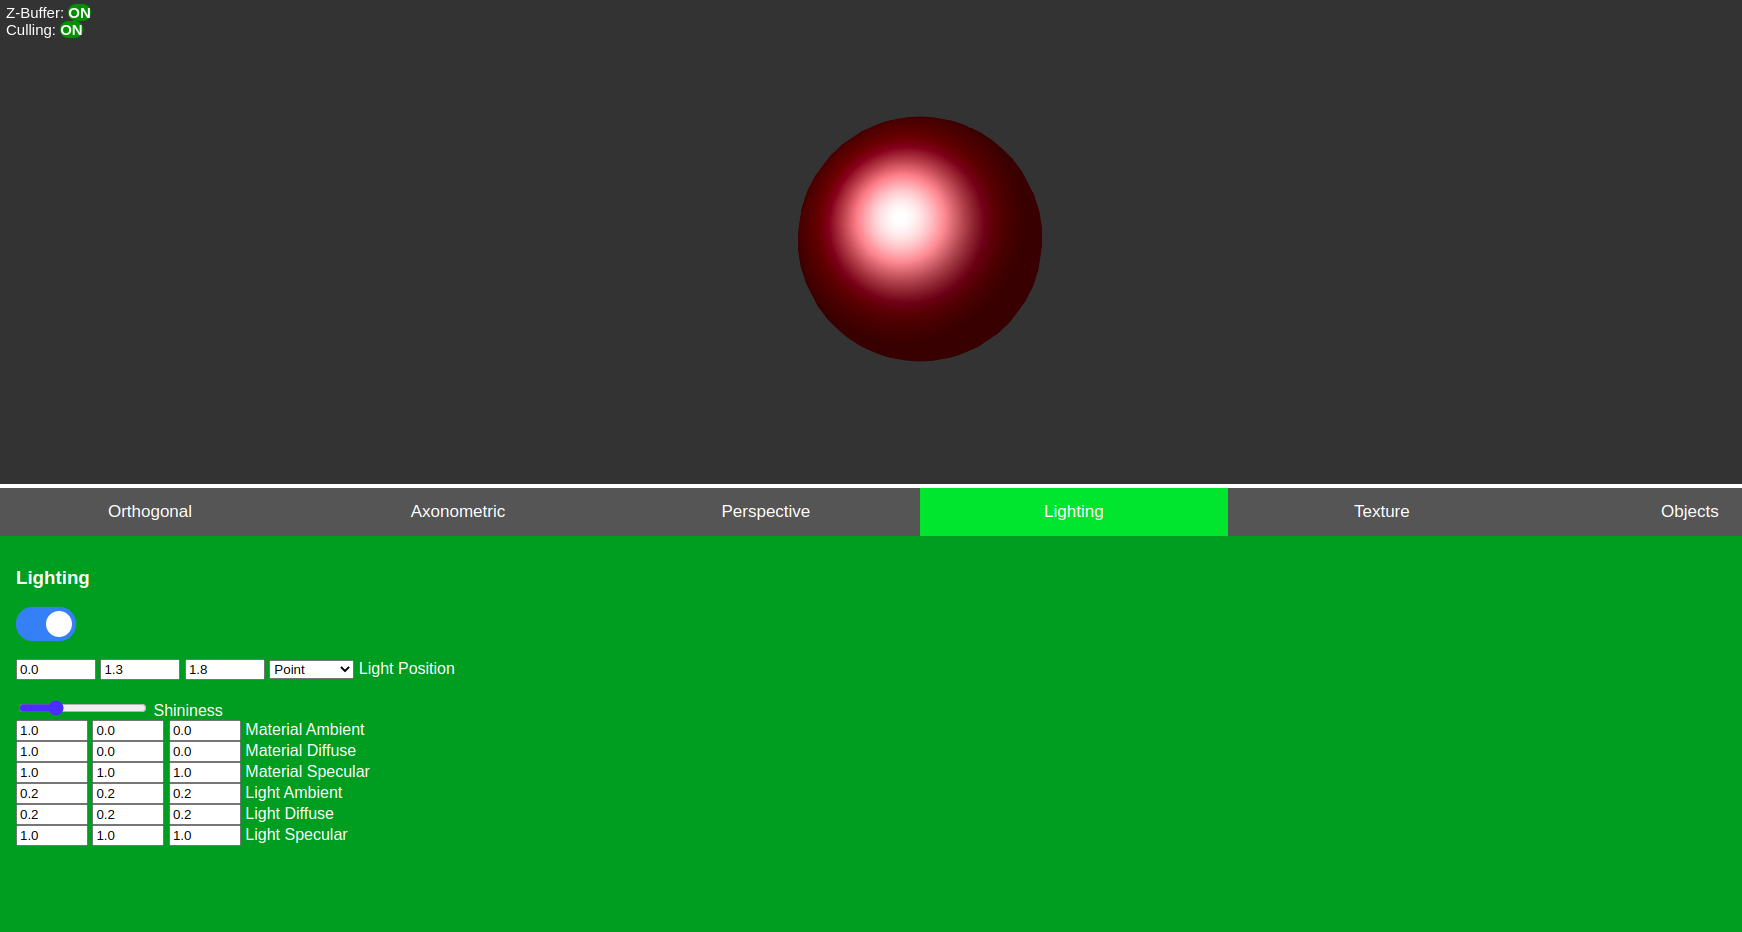 Z-Buffer: ON
Culling: ON
Orthogonal Axonometric Perspective Lighting Texture Objects
Lighting
0.0 1.3 1.8 Point Light Position
Shininess
1.0 0.0 0.0 Material Ambient
1.0 0.0 0.0 Material Diffuse
1.0 1.0 1.0 Material Specular
0.2 0.2 0.2 Light Ambient
0.2 0.2 0.2 Light Diffuse
1.0 1.0 1.0 Light Specular